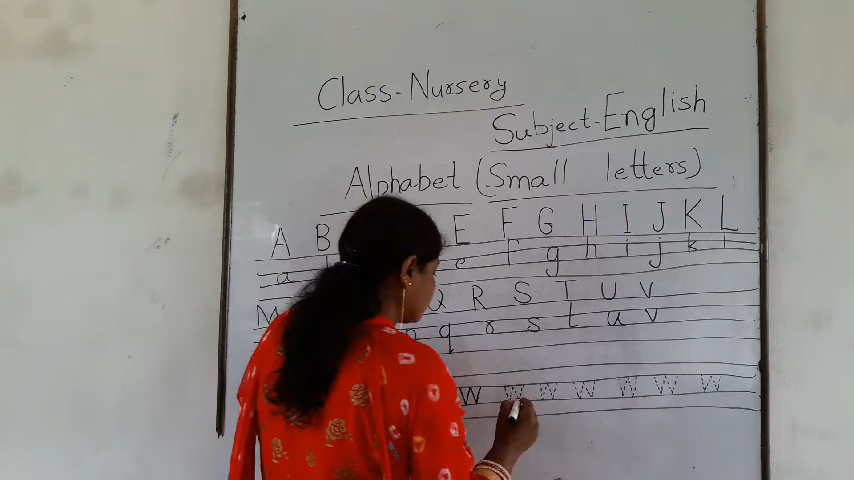 Class-Nursery
Subject-English
Alphabet (Small letters)
A B E F G H I J K L
a e f g h i j k l
M Q R S T U V
p q r s t u v
w w w w w w w